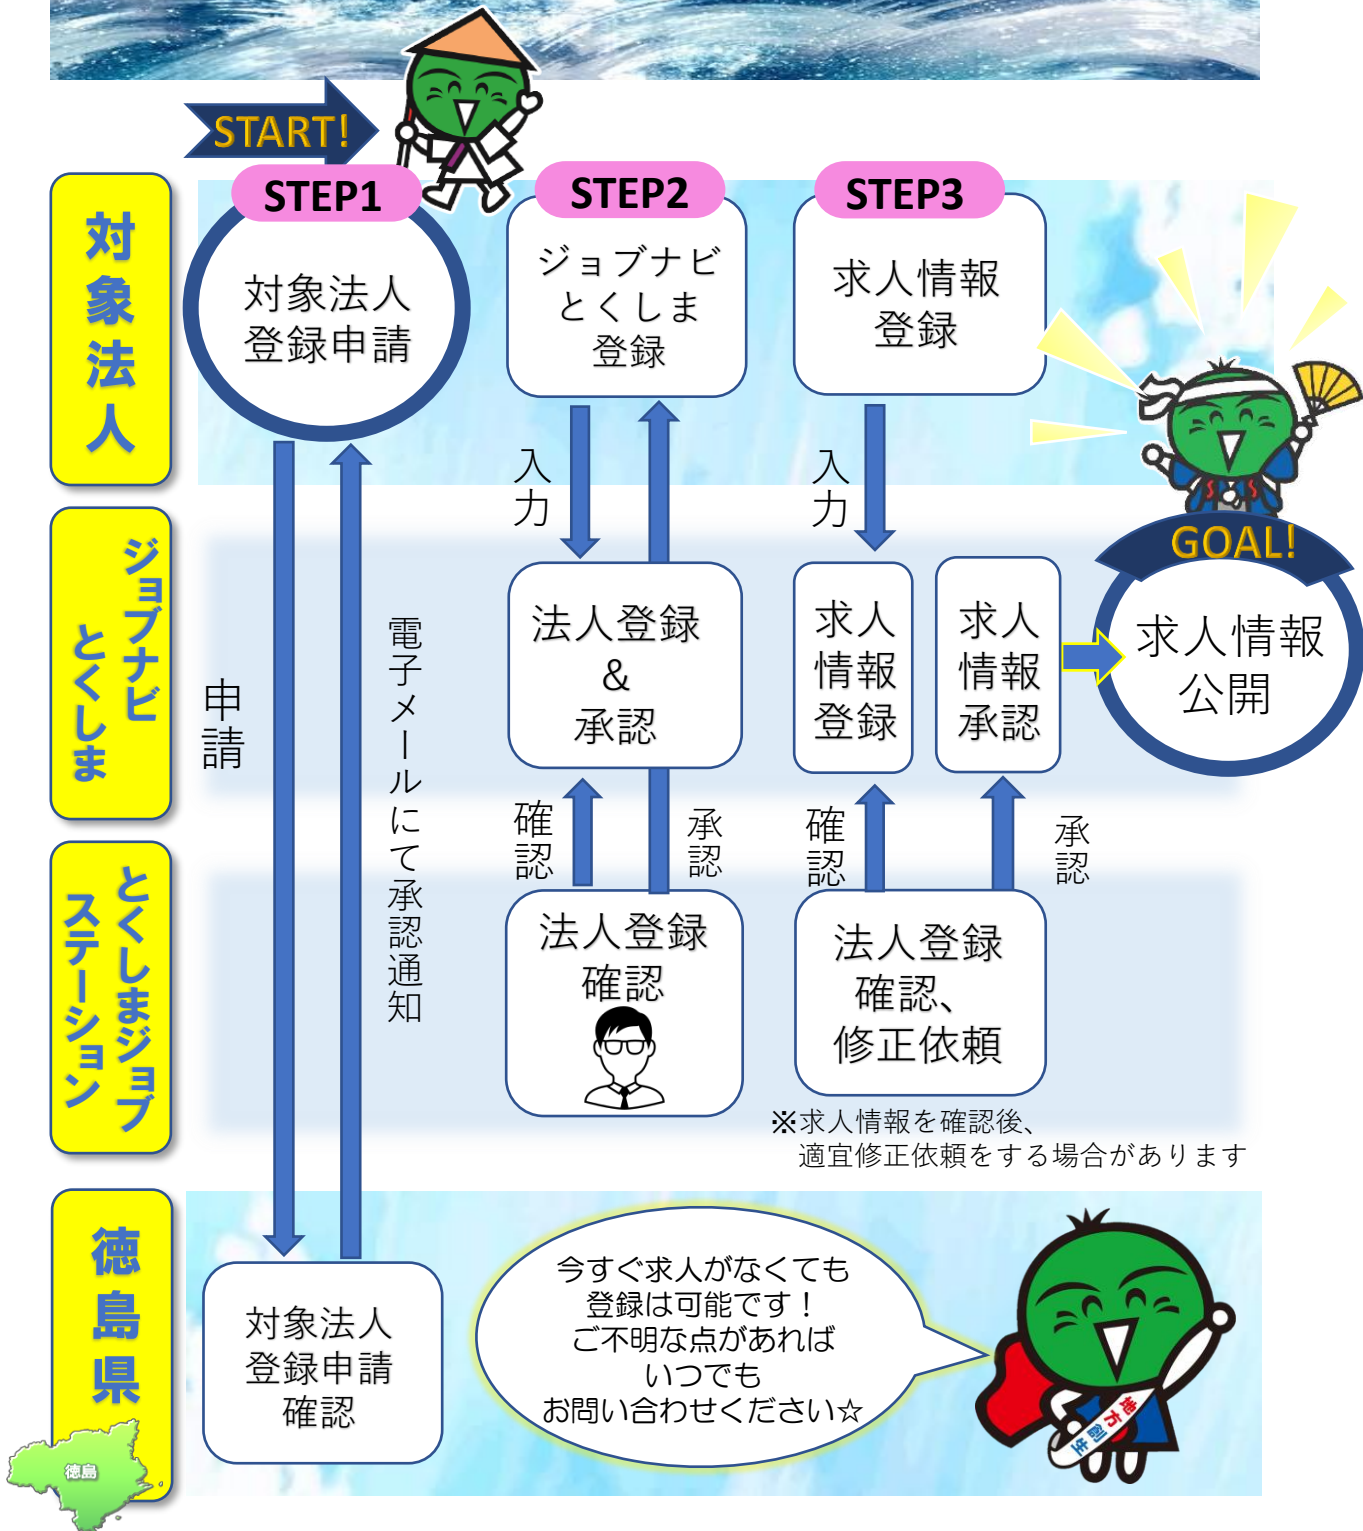 START!
STEP1
STEP2
STEP3
対象法人
対象法人
登録申請
ジョブナビ
とくしま
登録
求人情報
登録
入力
入力
GOAL!
ジョブナビ
とくしま
申請
電子メールにて承認通知
法人登録
&
承認
求人
情報
登録
求人
情報
承認
求人情報
公開
確認
承認
確認
承認
とくしまジョブ
ステーション
法人登録
確認
法人登録
確認、
修正依頼
※求人情報を確認後、
適宜修正依頼をする場合があります
徳島県
徳島
対象法人
登録申請
確認
今すぐ求人がなくても
登録は可能です！
ご不明な点があれば
いつでも
お問い合わせください☆
地方創生